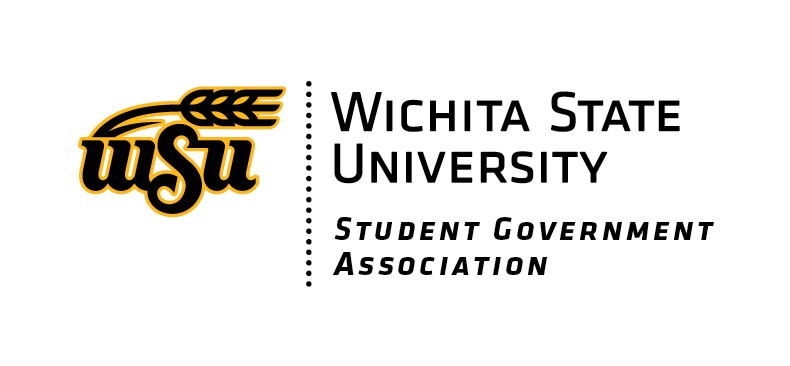 WSU
WICHITA STATE
UNIVERSITY
STUDENT GOVERNMENT
ASSOCIATION